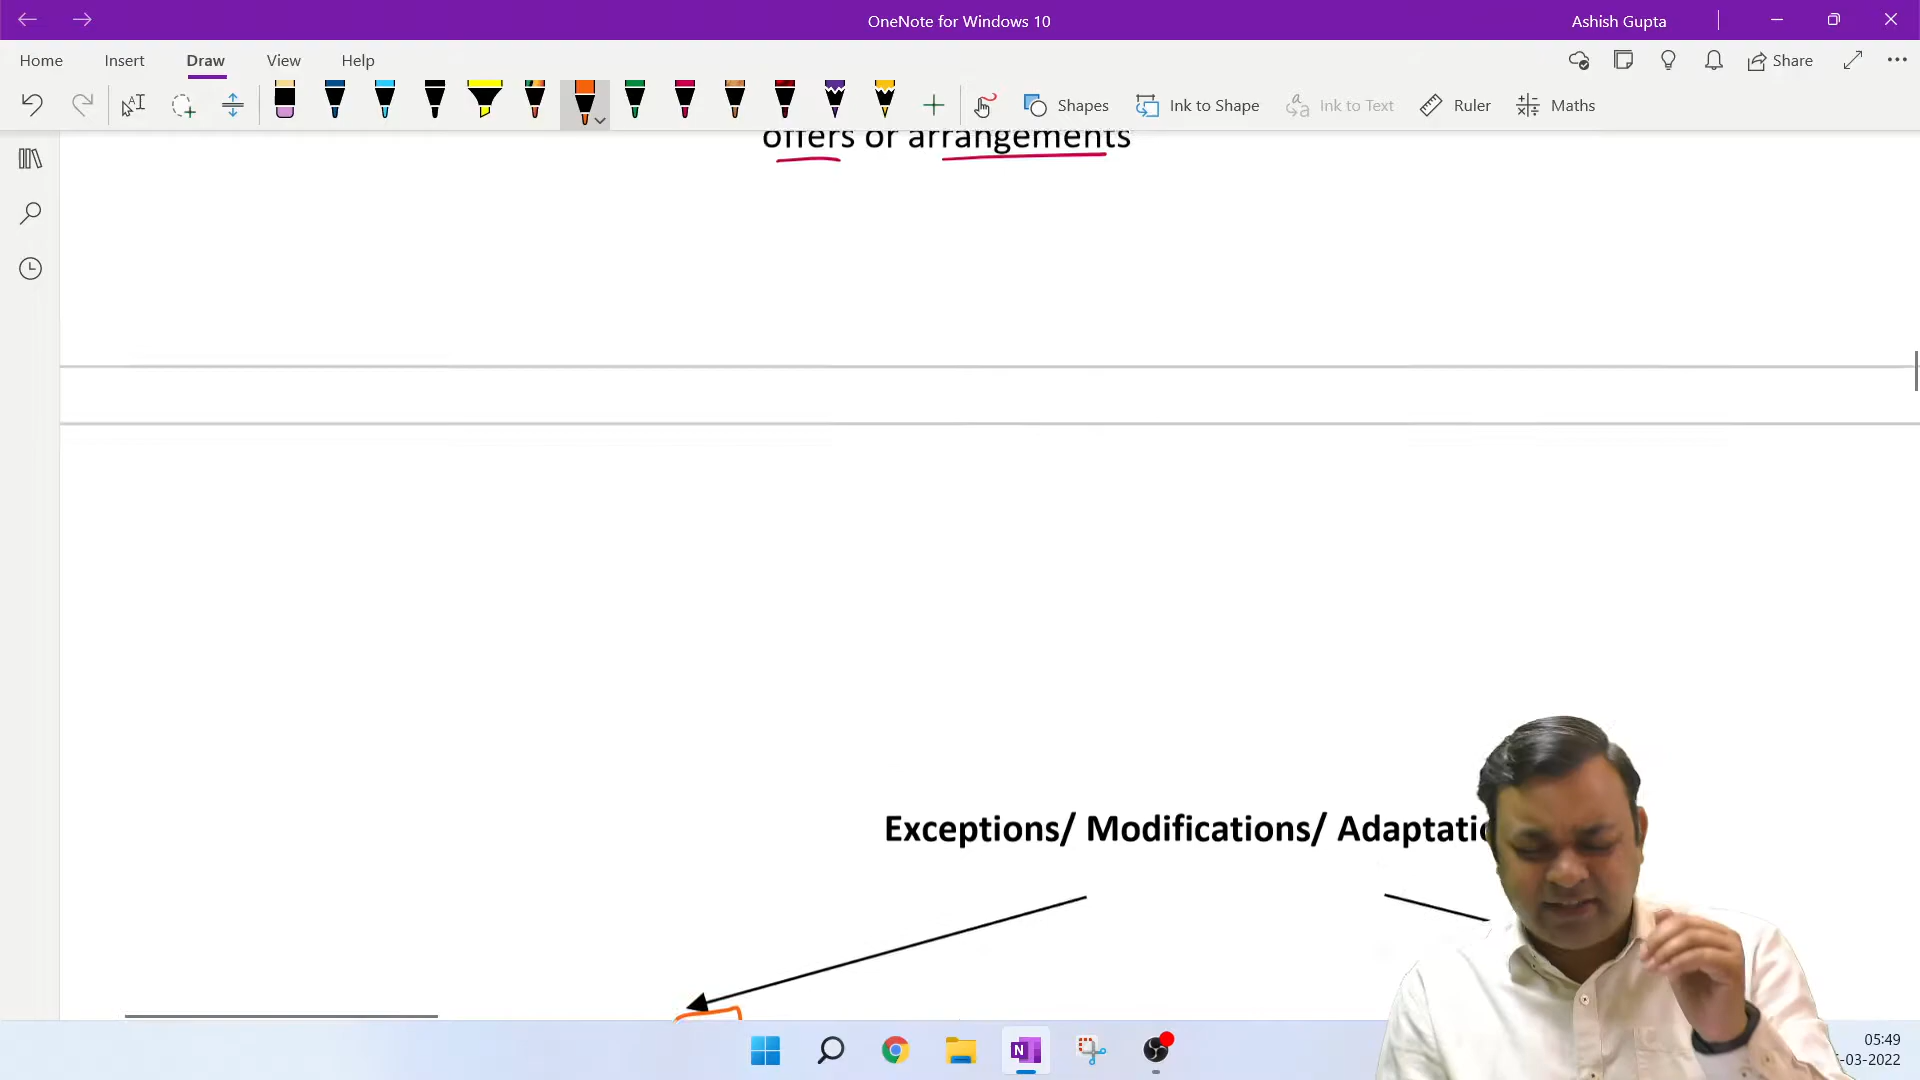 OneNote for Windows 10
Ashish Gupta
Home Insert Draw View Help
Share
Shapes Ink to Shape Ink to Text Ruler Maths
offers or arrangements
Exceptions/ Modifications/
05:49
-03-2022